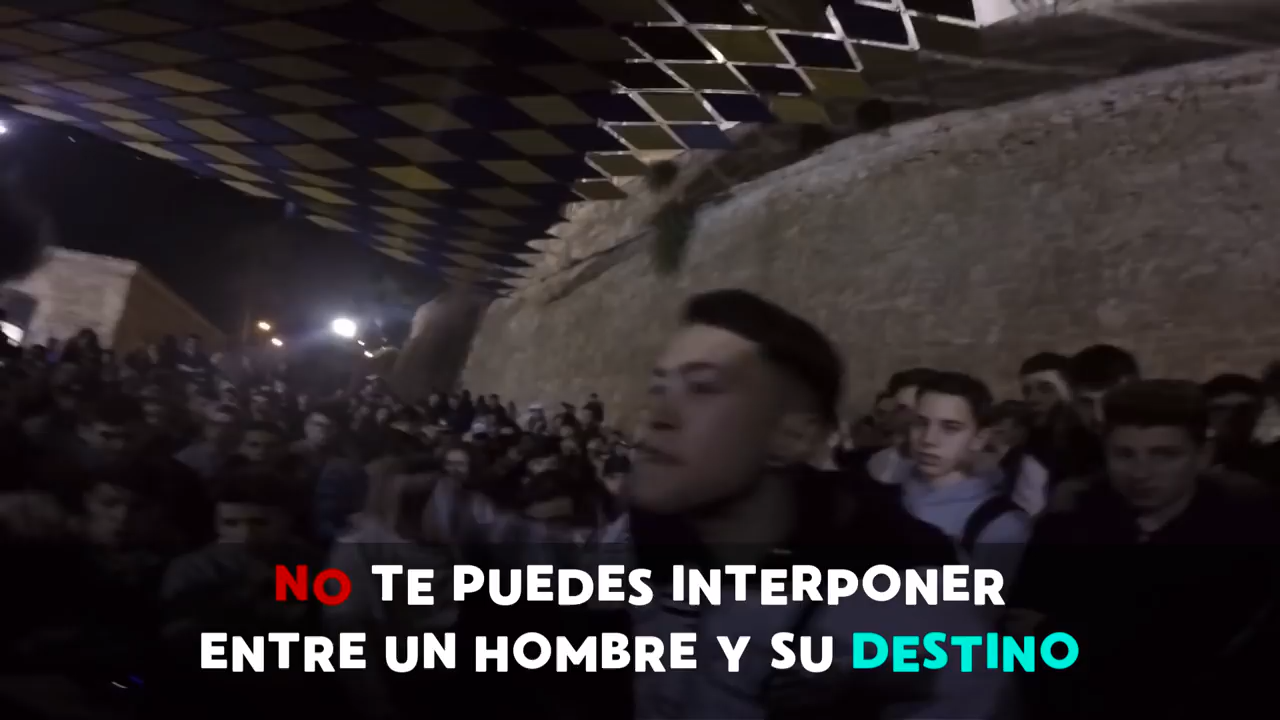 NO TE PUEDES INTERPONER
ENTRE UN HOMBRE Y SU DESTINO